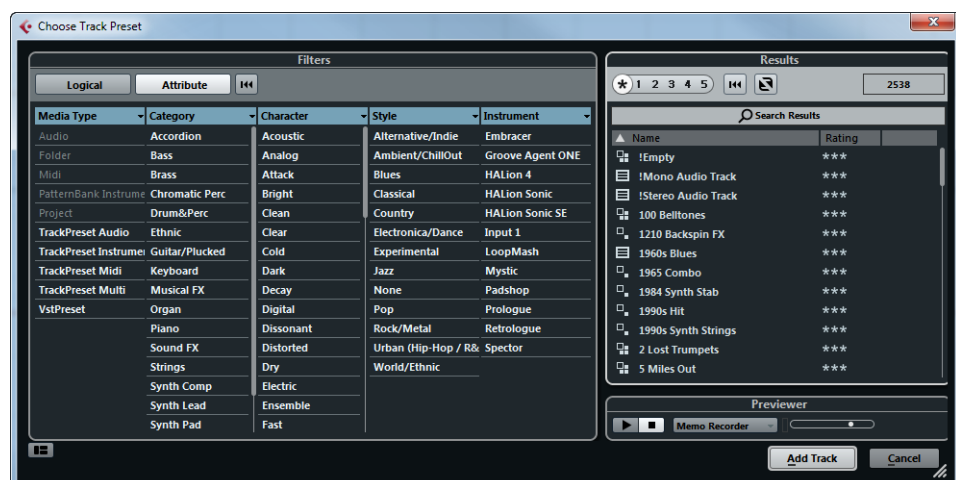 Choose Track Preset
Filters
Logical Attribute
Media Type Category Character Style Instrument
Audio Accordion Acoustic Alternative/Indie Embracer
Folder Bass Analog Ambient/ChillOut Groove Agent ONE
Midi Brass Attack Blues HALion 4
PatternBank Instrume Chromatic Perc Bright Classical HALion Sonic
Project Drum&Perc Clean Country HALion Sonic SE
TrackPreset Audio Ethnic Clear Electronica/Dance Input 1
TrackPreset Instrumen Guitar/Plucked Cold Experimental LoopMash
TrackPreset Midi Keyboard Dark Jazz Mystic
TrackPreset Multi Musical FX Decay None Padshop
VstPreset Organ Digital Pop Prologue
Piano Dissonant Rock/Metal Retrologue
Sound FX Distorted Urban (Hip-Hop / R& Spector
Strings Dry World/Ethnic
Synth Comp Electric
Synth Lead Ensemble
Synth Pad Fast
Results
* 1 2 3 4 5 2538
Search Results
Name Rating
!Empty ***
!Mono Audio Track ***
!Stereo Audio Track ***
100 Belltones ***
1210 Backspin FX ***
1960s Blues ***
1965 Combo ***
1984 Synth Stab ***
1990s Hit ***
1990s Synth Strings ***
2 Lost Trumpets ***
5 Miles Out ***
Previewer
Memo Recorder
Add Track Cancel